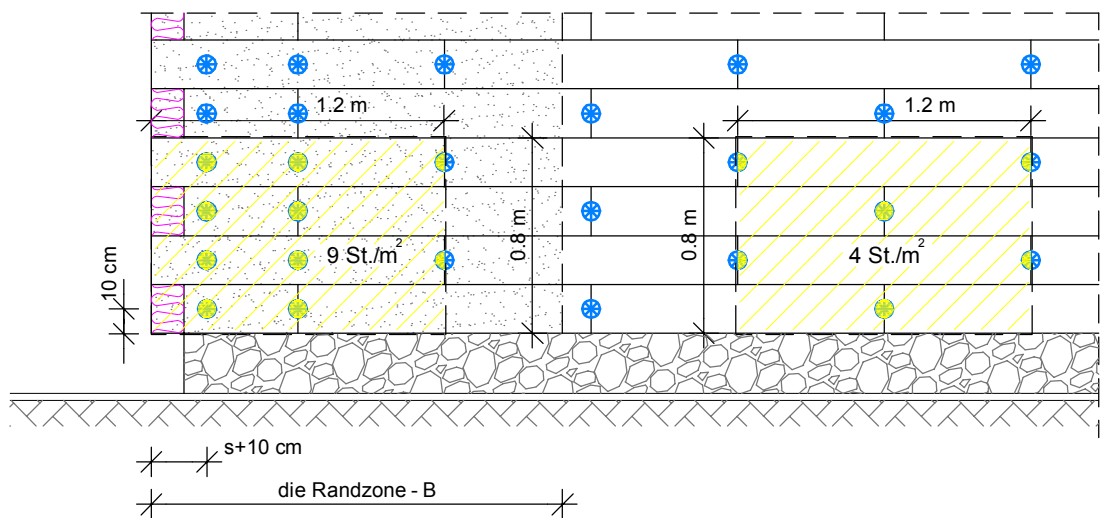 1.2 m
1.2 m
0.8 m
0.8 m
9 St./m²
4 St./m²
10 cm
s+10 cm
die Randzone - B